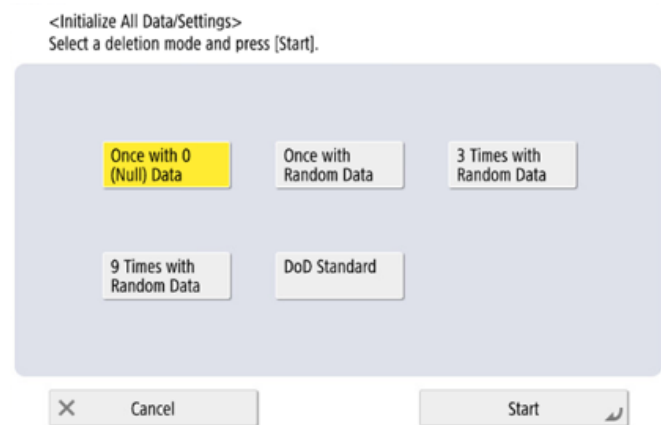 <Initialize All Data/Settings>
Select a deletion mode and press [Start].
Once with 0
(Null) Data
Once with
Random Data
3 Times with
Random Data
9 Times with
Random Data
DoD Standard
Cancel
Start